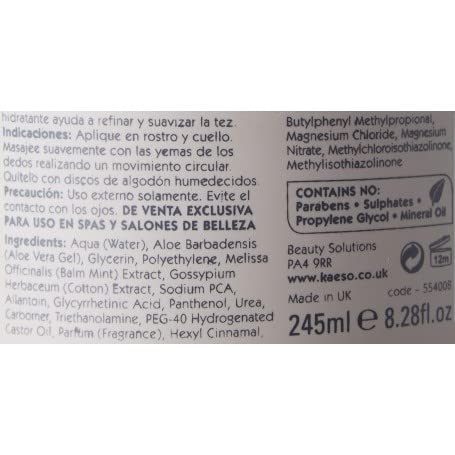 hidratante ayuda a refinar y suavizar la tez.
Indicaciones: Aplique en rostro y cuello.
Masajee suavemente con las yemas de los
dedos realizando un movimiento circular.
Quítelo con discos de algodón humedecidos.
Precaución: Uso externo solamente. Evite el
contacto con los ojos. DE VENTA EXCLUSIVA
PARA USO EN SPAS Y SALONES DE BELLEZA
Ingredients: Aqua (Water), Aloe Barbadensis
(Aloe Vera Gel), Glycerin, Polyethylene, Melissa
Officinalis (Balm Mint) Extract, Gossypium
Herbaceum (Cotton) Extract, Sodium PCA,
Allantoin, Glycyrrhetinic Acid, Panthenol, Urea,
Carbomer, Triethanolamine, PEG-40 Hydrogenated
Castor Oil, Parfum (Fragrance), Hexyl Cinnamal,
Butylphenyl Methylpropional,
Magnesium Chloride, Magnesium
Nitrate, Methylchloroisothiazolinone,
Methylisothiazolinone
CONTAINS NO:
Parabens • Sulphates •
Propylene Glycol • Mineral Oil
Beauty Solutions
PA4 9RR
www.kaeso.co.uk
12m
Made in UK
code - 554008
245ml e 8.28fl.oz